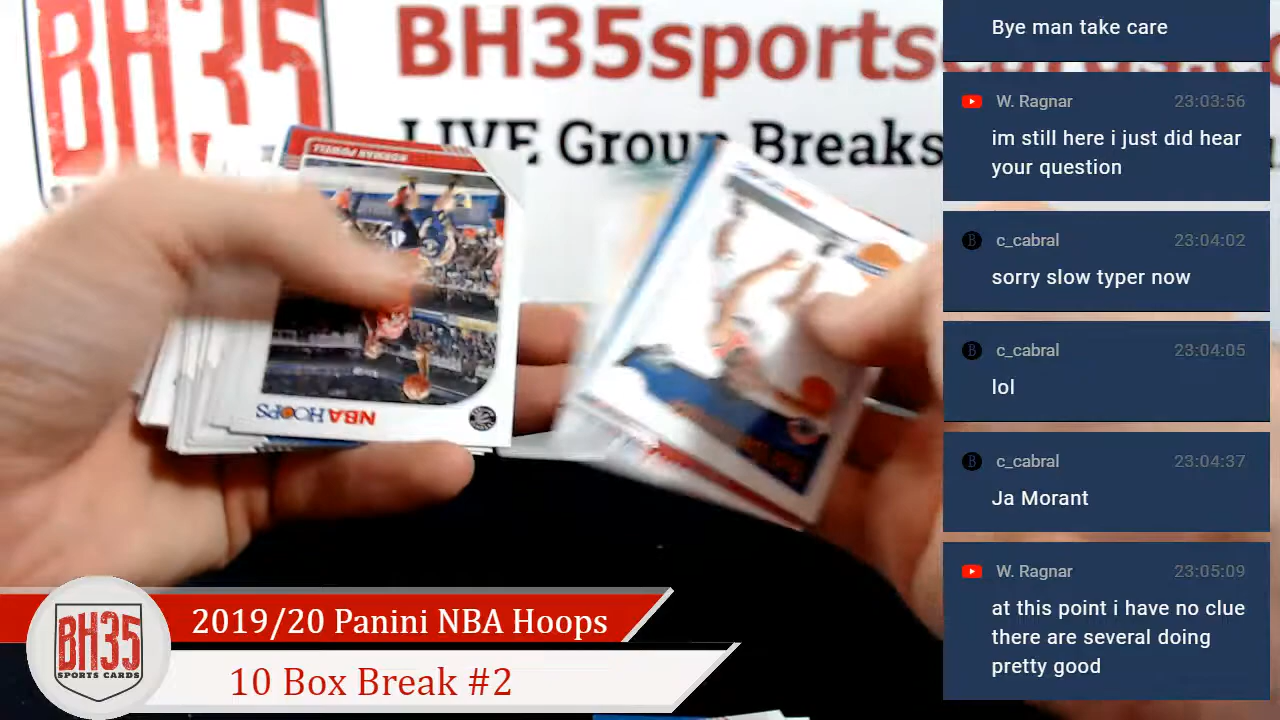 BH35
BH35sports
LIVE Group Breaks
NORMAN POWELL
NBA HOOPS
Bye man take care
W. Ragnar 23:03:56
im still here i just did hear
your question
c_cabral 23:04:02
sorry slow typer now
c_cabral 23:04:05
lol
c_cabral 23:04:37
Ja Morant
W. Ragnar 23:05:09
at this point i have no clue
there are several doing
pretty good
BH35
SPORTS CARDS
2019/20 Panini NBA Hoops
10 Box Break #2